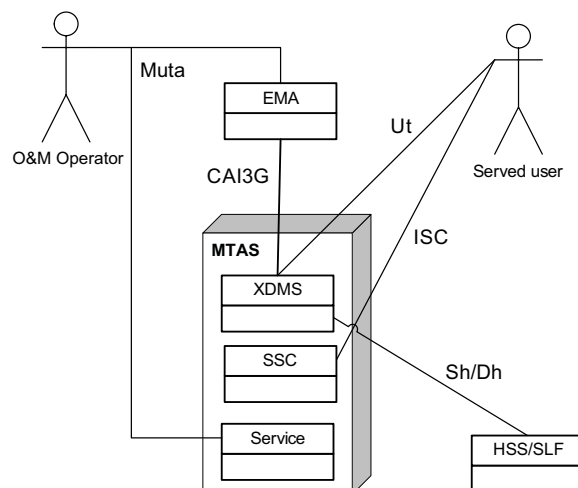 Muta
EMA
O&M Operator
Ut
Served user
CAI3G
ISC
MTAS
XDMS
SSC
Sh/Dh
Service
HSS/SLF